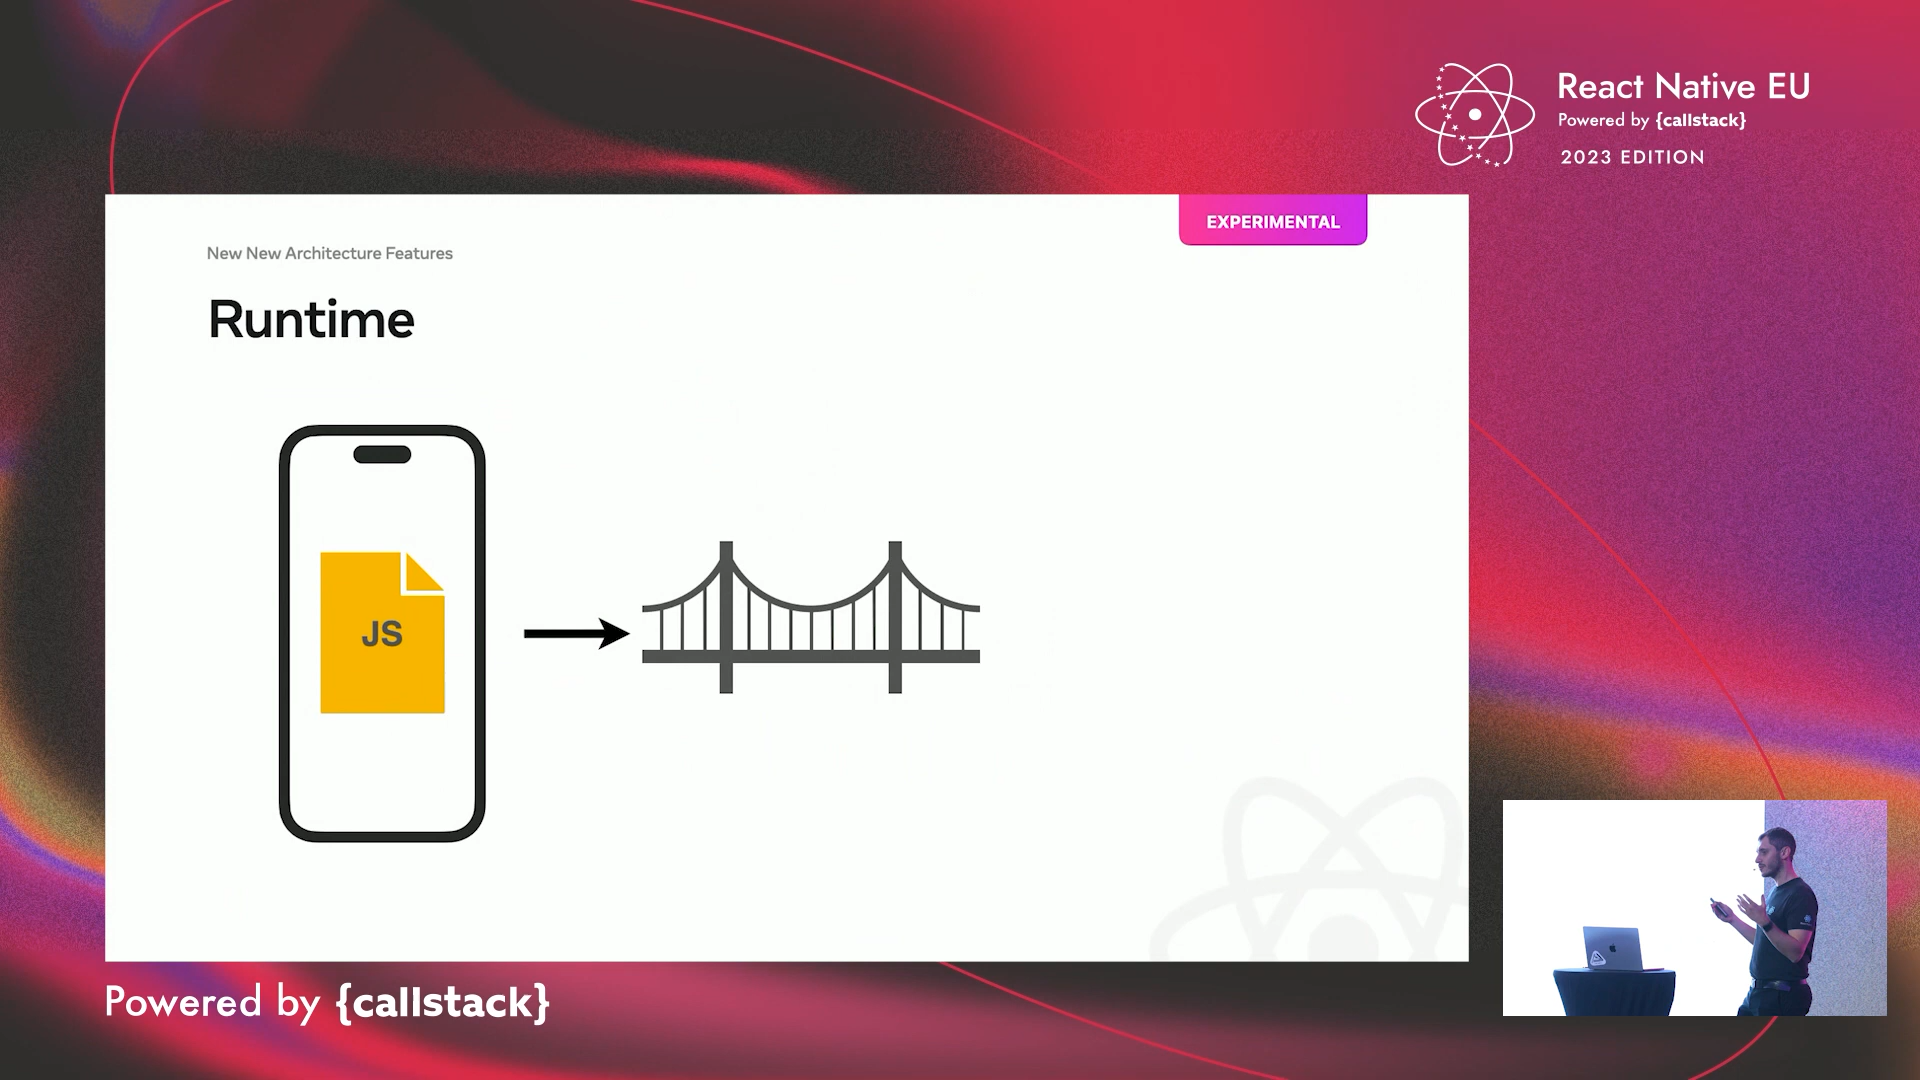 React Native EU
Powered by {callstack}
2023 EDITION
EXPERIMENTAL
New New Architecture Features
Runtime
JS
Powered by {callstack}